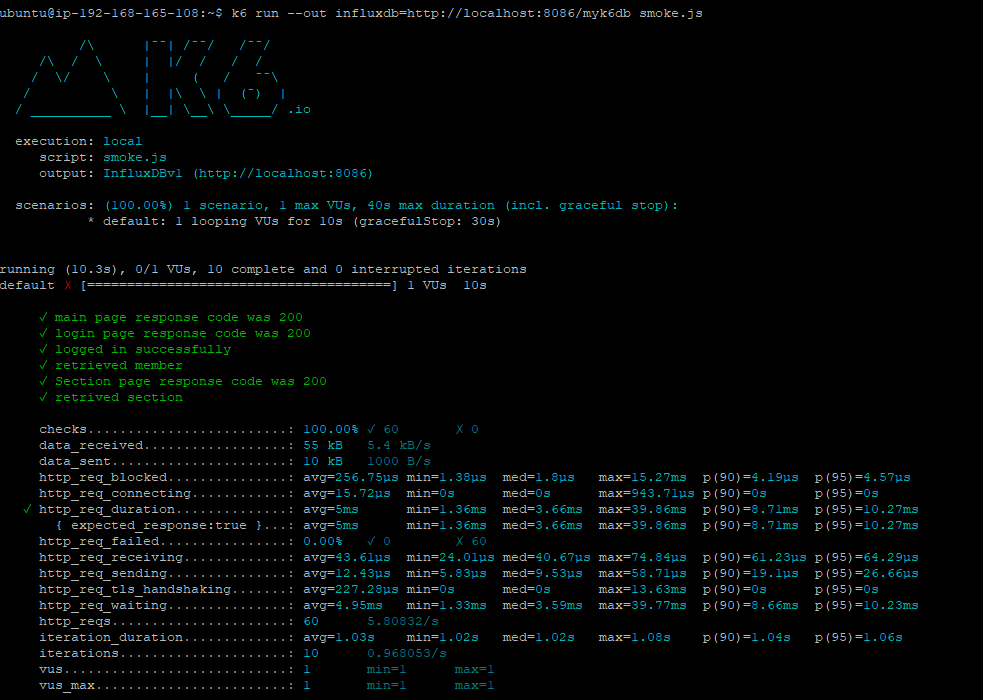 ubuntu@ip-192-168-165-108:~$ k6 run --out influxdb=http://localhost:8086/myk6db smoke.js
          /\      |‾‾| /‾‾/   /‾‾/
     /\  /  \     |  |/  /   /  /
    /  \/    \    |     (   /   ‾‾\
   /          \   |  |\  \ |  (‾)  |
  / __________ \  |__| \__\ \_____/ .io
execution: local
script: smoke.js
output: InfluxDBv1 (http://localhost:8086)
scenarios: (100.00%) 1 scenario, 1 max VUs, 40s max duration (incl. graceful stop):
* default: 1 looping VUs for 10s (gracefulStop: 30s)
running (10.3s), 0/1 VUs, 10 complete and 0 interrupted iterations
default ✗ [======================================] 1 VUs  10s
✓ main page response code was 200
✓ login page response code was 200
✓ logged in successfully
✓ retrieved member
✓ Section page response code was 200
✓ retrived section
checks.........................: 100.00% ✓ 60       ✗ 0
data_received..................: 55 kB   5.4 kB/s
data_sent......................: 10 kB   1000 B/s
http_req_blocked...............: avg=256.75µs min=1.38µs  med=1.8µs   max=15.27ms  p(90)=4.19µs  p(95)=4.57µs
http_req_connecting............: avg=15.72µs  min=0s      med=0s      max=943.71µs p(90)=0s      p(95)=0s
✓ http_req_duration..............: avg=5ms      min=1.36ms  med=3.66ms  max=39.86ms  p(90)=8.71ms  p(95)=10.27ms
{ expected_response:true }...: avg=5ms      min=1.36ms  med=3.66ms  max=39.86ms  p(90)=8.71ms  p(95)=10.27ms
http_req_failed................: 0.00%   ✓ 0        ✗ 60
http_req_receiving.............: avg=43.61µs  min=24.01µs med=40.67µs max=74.84µs  p(90)=61.23µs p(95)=64.29µs
http_req_sending...............: avg=12.43µs  min=5.83µs  med=9.53µs  max=58.71µs  p(90)=19.1µs  p(95)=26.66µs
http_req_tls_handshaking.......: avg=227.28µs min=0s      med=0s      max=13.63ms  p(90)=0s      p(95)=0s
http_req_waiting...............: avg=4.95ms   min=1.33ms  med=3.59ms  max=39.77ms  p(90)=8.66ms  p(95)=10.23ms
http_reqs......................: 60      5.80832/s
iteration_duration.............: avg=1.03s    min=1.02s   med=1.02s   max=1.08s    p(90)=1.04s   p(95)=1.06s
iterations.....................: 10      0.968053/s
vus............................: 1       min=1      max=1
vus_max........................: 1       min=1      max=1